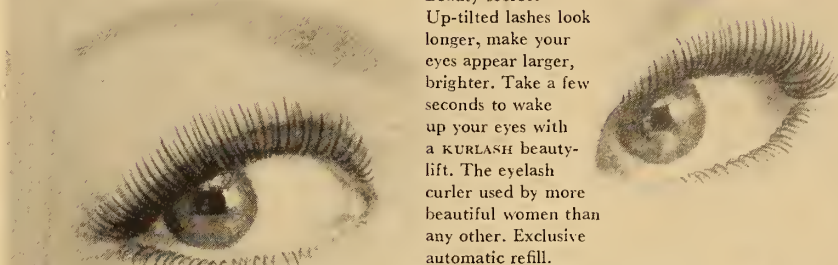 Up-tilted lashes look
longer, make your
eyes appear larger,
brighter. Take a few
seconds to wake
up your eyes with
a KURLASH beauty-
lift. The eyelash
curler used by more
beautiful women than
any other. Exclusive
automatic refill.